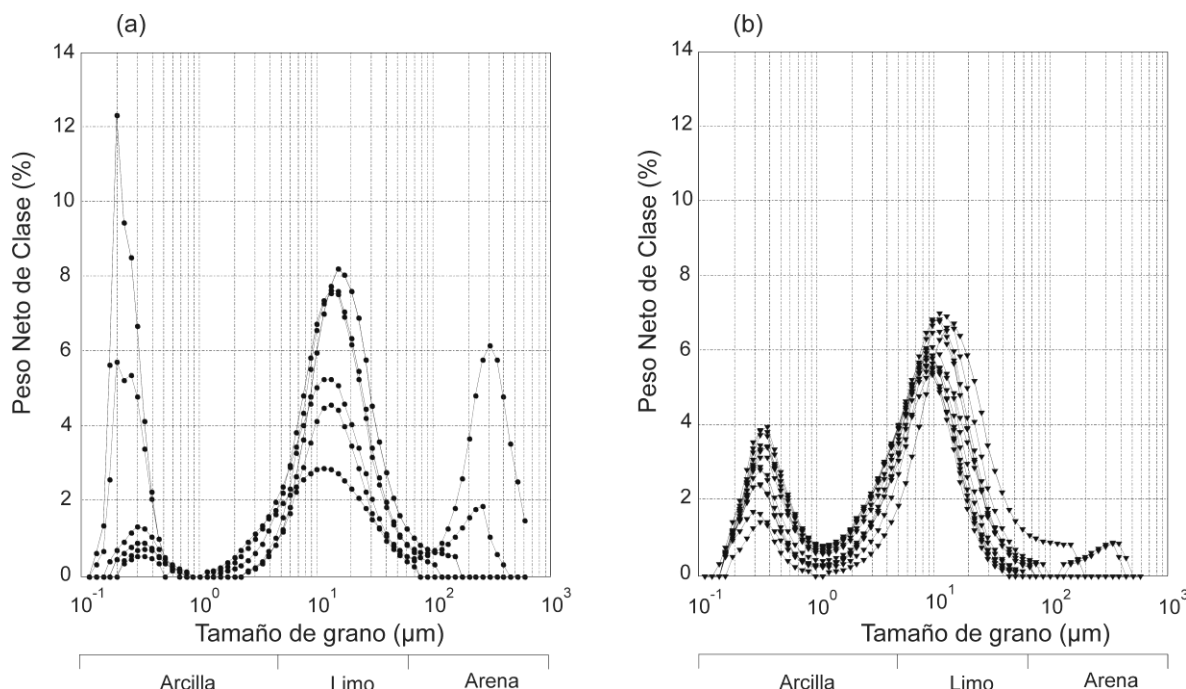 (a)
14
12
10
8
6
4
2
0
Peso Neto de Clase (%)
10-1 100 101 102 103
Tamaño de grano (µm)
Arcilla Limo Arena
(b)
14
12
10
8
6
4
2
0
Peso Neto de Clase (%)
10-1 100 101 102 103
Tamaño de grano (µm)
Arcilla Limo Arena